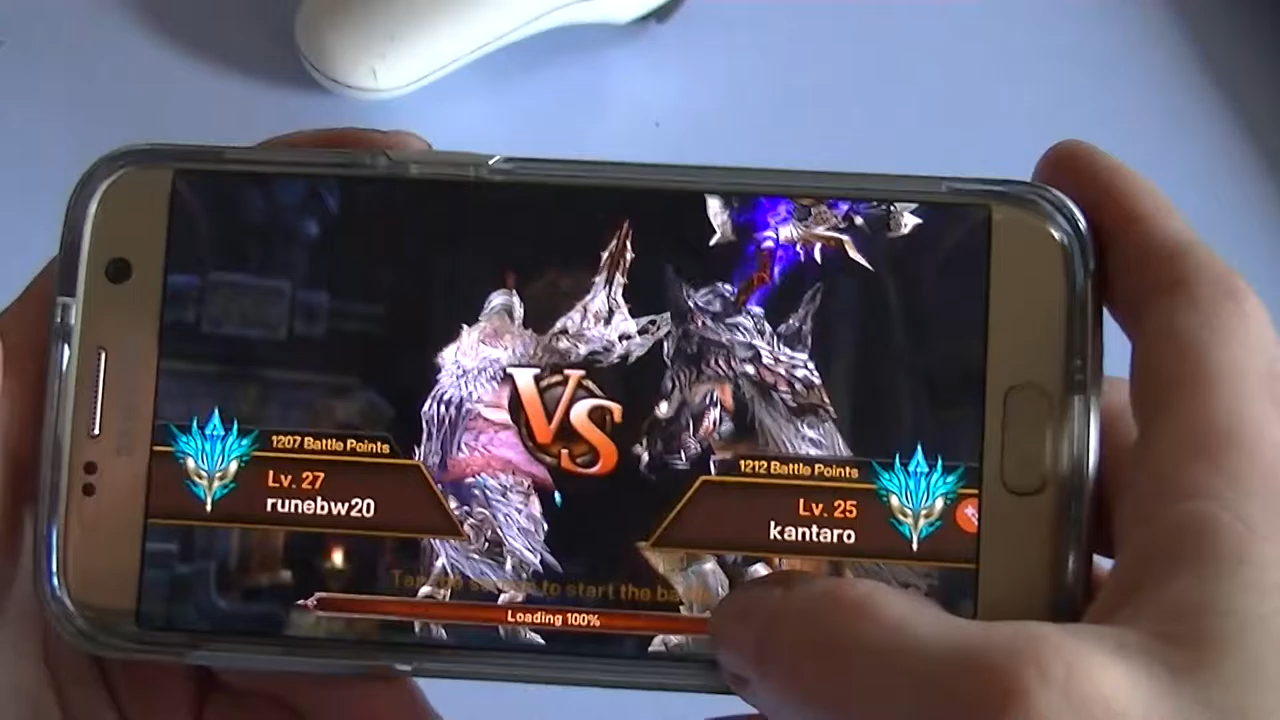 VS
1207 Battle Points
Lv. 27
runebw20
1212 Battle Points
Lv. 25
kantaro
to start the
Loading 100%